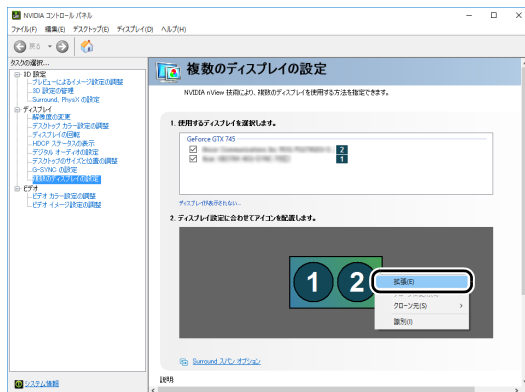 NVIDIA コントロール パネル
ファイル(F) 編集(E) デスクトップ(E) ディスプレイ(D) ヘルプ(H)
戻る
タスクの選択...
3D 設定
プレビューによるイメージ設定の調整
3D 設定の管理
Surround, PhysX の設定
ディスプレイ
解像度の変更
デスクトップ カラー設定の調整
ディスプレイの回転
HDCP ステータスの表示
デジタル オーディオの設定
デスクトップのサイズと位置の調整
G-SYNC の設定
複数のディスプレイの設定
ビデオ
ビデオ カラー設定の調整
ビデオ イメージ設定の調整
システム情報
複数のディスプレイの設定
NVIDIA nView 技術により、複数のディスプレイを使用する方法を指定できます。
1. 使用するディスプレイを選択します。
GeForce GTX 745
2
1
ディスプレイが表示されない...
2. ディスプレイ設定に合わせてアイコンを配置します。
1 2
拡張(E)
クローン元(S)
識別(I)
Surround スパン オプション
説明